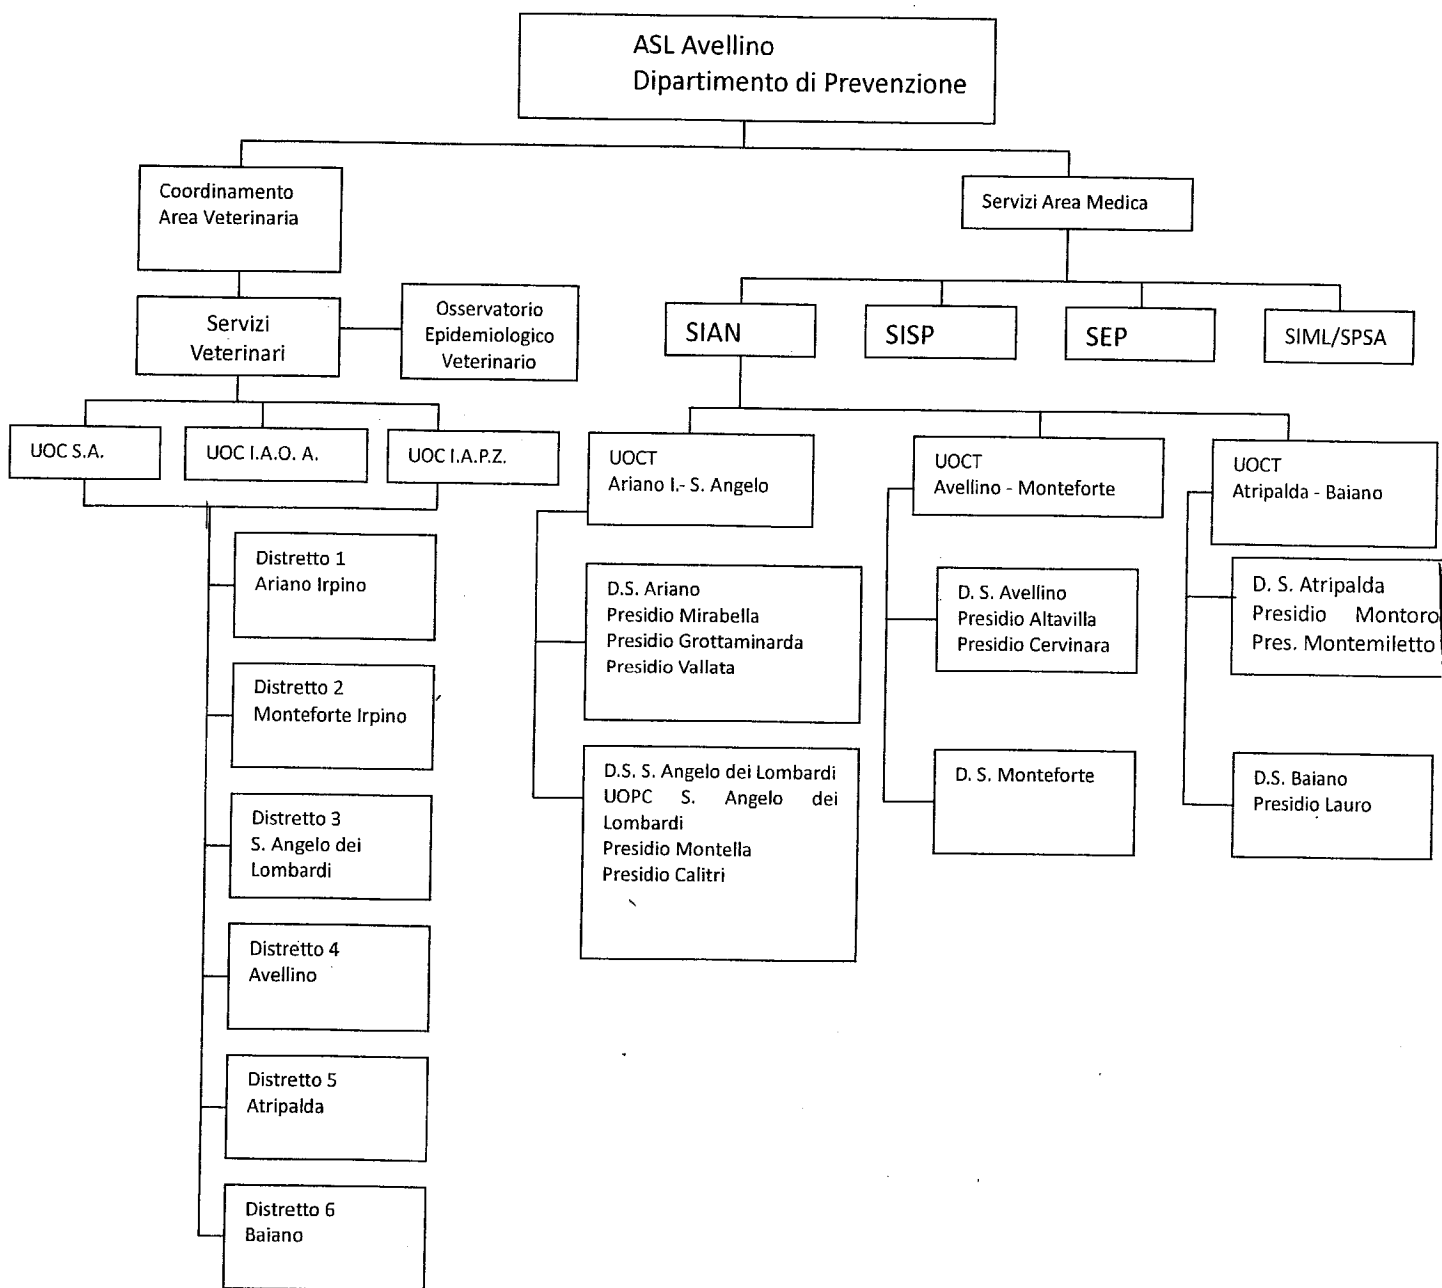 ASL Avellino
Dipartimento di Prevenzione
Coordinamento
Area Veterinaria
Servizi Area Medica
Servizi
Veterinari
Osservatorio
Epidemiologico
Veterinario
SIAN
SISP
SEP
SIML/SPSA
UOC S.A.
UOC I.A.O. A.
UOC I.A.P.Z.
UOCT
Ariano I.- S. Angelo
UOCT
Avellino - Monteforte
UOCT
Atripalda - Baiano
Distretto 1
Ariano Irpino
Distretto 2
Monteforte Irpino
Distretto 3
S. Angelo dei
Lombardi
Distretto 4
Avellino
Distretto 5
Atripalda
Distretto 6
Baiano
D.S. Ariano
Presidio Mirabella
Presidio Grottaminarda
Presidio Vallata
D.S. S. Angelo dei Lombardi
UOPC S. Angelo dei
Lombardi
Presidio Montella
Presidio Calitri
D. S. Avellino
Presidio Altavilla
Presidio Cervinara
D. S. Monteforte
D. S. Atripalda
Presidio Montoro
Pres. Montemiletto
D.S. Baiano
Presidio Lauro